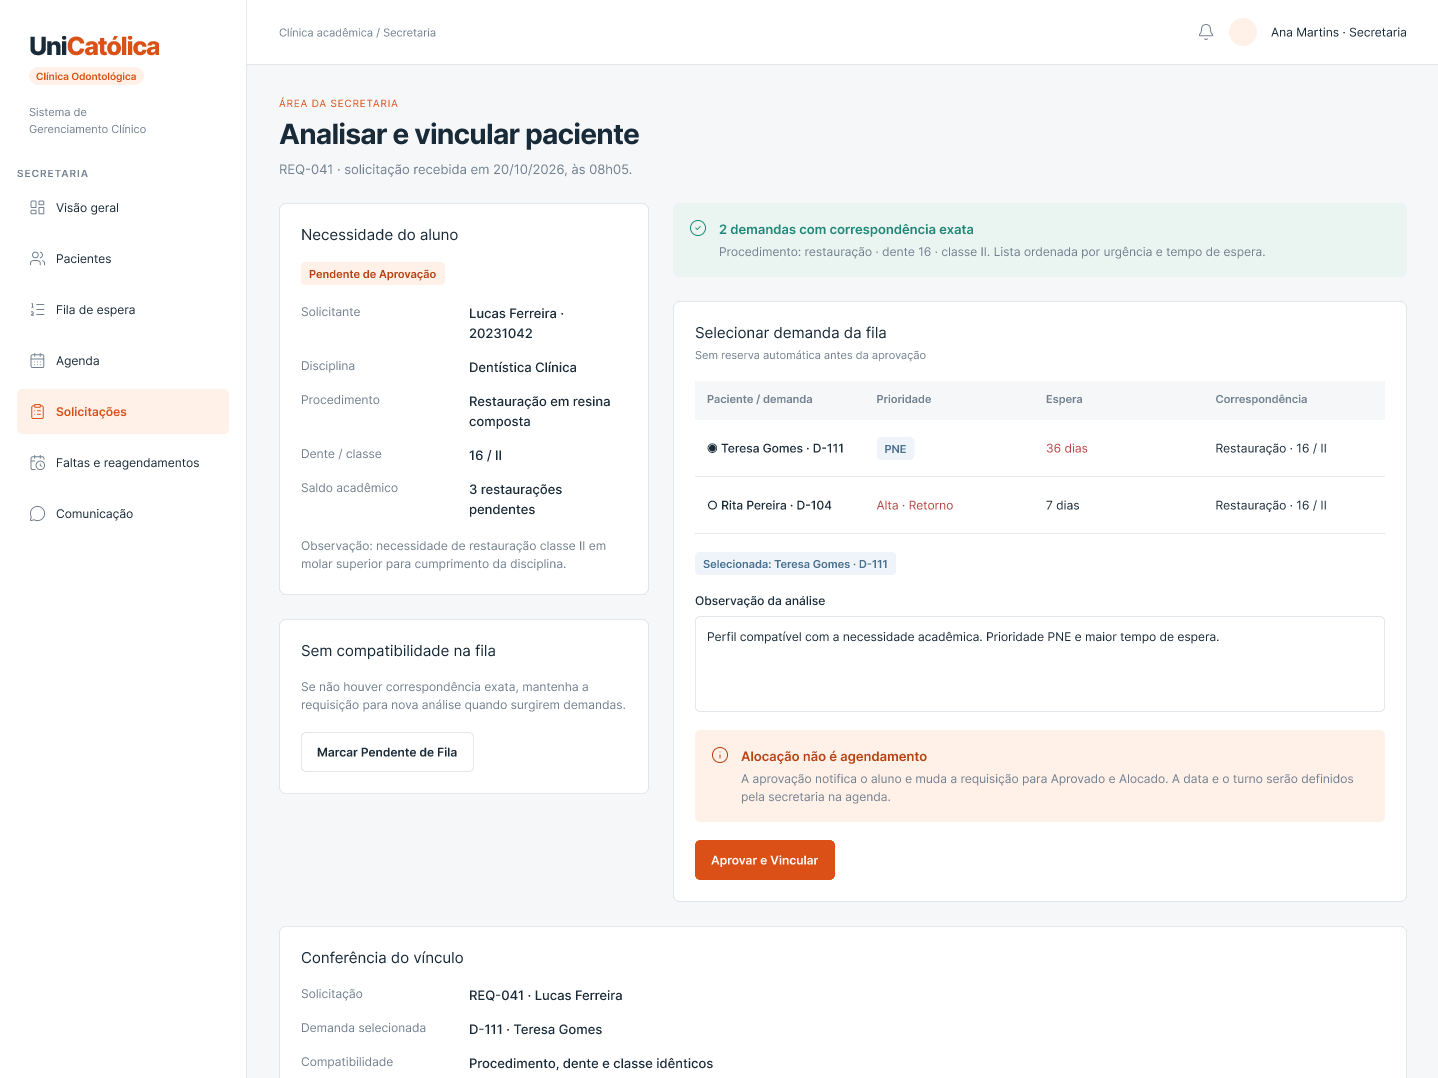 UniCatólica
Clínica Odontológica
Sistema de
Gerenciamento Clínico
SECRETARIA
Visão geral
Pacientes
Fila de espera
Agenda
Solicitações
Faltas e reagendamentos
Comunicação
Clínica acadêmica / Secretaria
Ana Martins · Secretaria
ÁREA DA SECRETARIA
Analisar e vincular paciente
REQ-041 · solicitação recebida em 20/10/2026, às 08h05.
Necessidade do aluno
Pendente de Aprovação
Solicitante
Lucas Ferreira ·
20231042
Disciplina
Dentística Clínica
Procedimento
Restauração em resina
composta
Dente / classe
16 / II
Saldo acadêmico
3 restaurações
pendentes
Observação: necessidade de restauração classe II em
molar superior para cumprimento da disciplina.
Sem compatibilidade na fila
Se não houver correspondência exata, mantenha a
requisição para nova análise quando surgirem demandas.
Marcar Pendente de Fila
2 demandas com correspondência exata
Procedimento: restauração · dente 16 · classe II. Lista ordenada por urgência e tempo de espera.
Selecionar demanda da fila
Sem reserva automática antes da aprovação
Paciente / demanda Prioridade Espera Correspondência
Teresa Gomes · D-111 PNE 36 dias Restauração · 16 / II
Rita Pereira · D-104 Alta · Retorno 7 dias Restauração · 16 / II
Selecionada: Teresa Gomes · D-111
Observação da análise
Perfil compatível com a necessidade acadêmica. Prioridade PNE e maior tempo de espera.
Alocação não é agendamento
A aprovação notifica o aluno e muda a requisição para Aprovado e Alocado. A data e o turno serão definidos
pela secretaria na agenda.
Aprovar e Vincular
Conferência do vínculo
Solicitação REQ-041 · Lucas Ferreira
Demanda selecionada D-111 · Teresa Gomes
Compatibilidade Procedimento, dente e classe idênticos